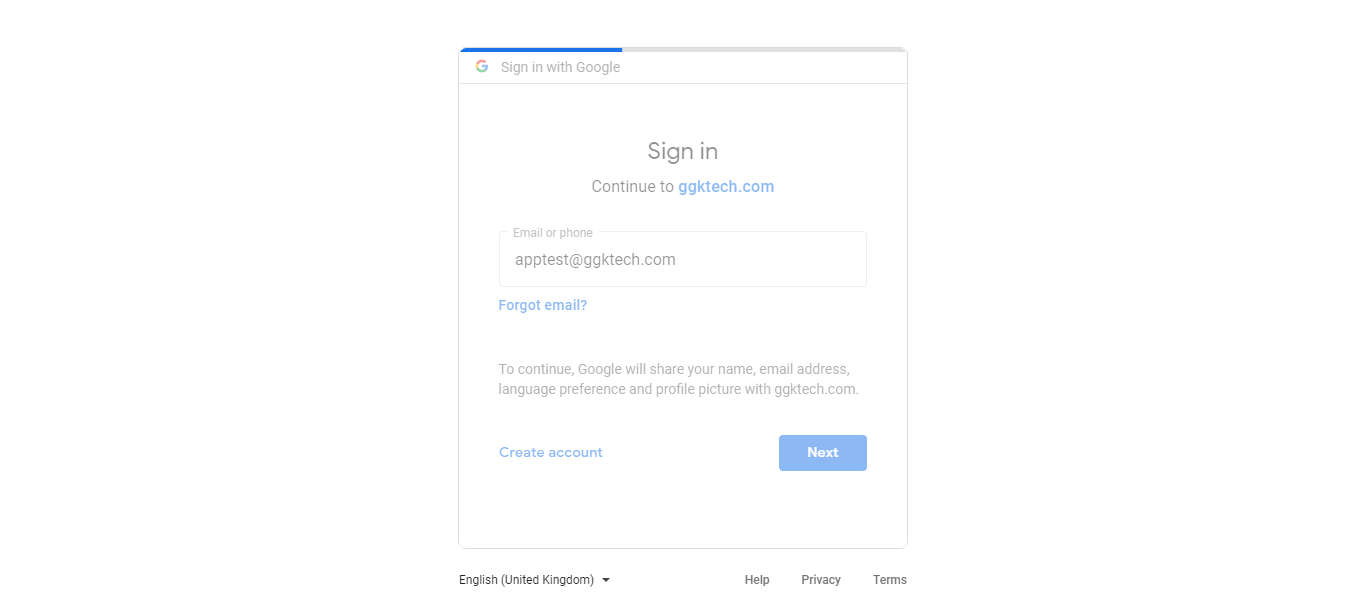 Sign in with Google
Sign in
Continue to ggktech.com
Email or phone
apptest@ggktech.com
Forgot email?
To continue, Google will share your name, email address,
language preference and profile picture with ggktech.com.
Create account
Next
English (United Kingdom)
Help
Privacy
Terms